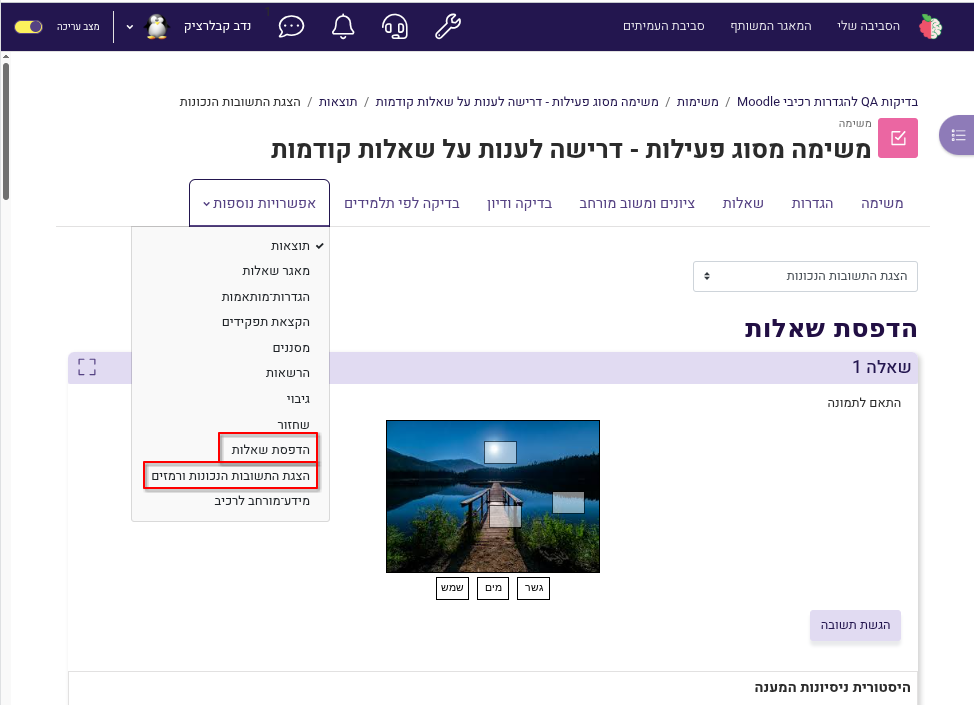 הסביבה שלי
המאגר המשותף
סביבת העמיתים
נדב קבלרציק
מצב עריכה
בדיקות QA להגדרות רכיבי Moodle / משימות / משימה מסוג פעילות - דרישה לענות על שאלות קודמות / תוצאות / הצגת התשובות הנכונות
משימה
משימה מסוג פעילות - דרישה לענות על שאלות קודמות
משימה
הגדרות
שאלות
ציונים ומשוב מורחב
בדיקה ודיון
בדיקה לפי תלמידים
אפשרויות נוספות
תוצאות
מאגר שאלות
הגדרות־מותאמות
הקצאת תפקידים
מסננים
הרשאות
גיבוי
שחזור
הדפסת שאלות
הצגת התשובות הנכונות ורמזים
מידע־מורחב לרכיב
הצגת התשובות הנכונות
הדפסת שאלות
שאלה 1
התאם לתמונה
גשר
מים
שמש
הגשת תשובה
היסטורית ניסיונות המענה